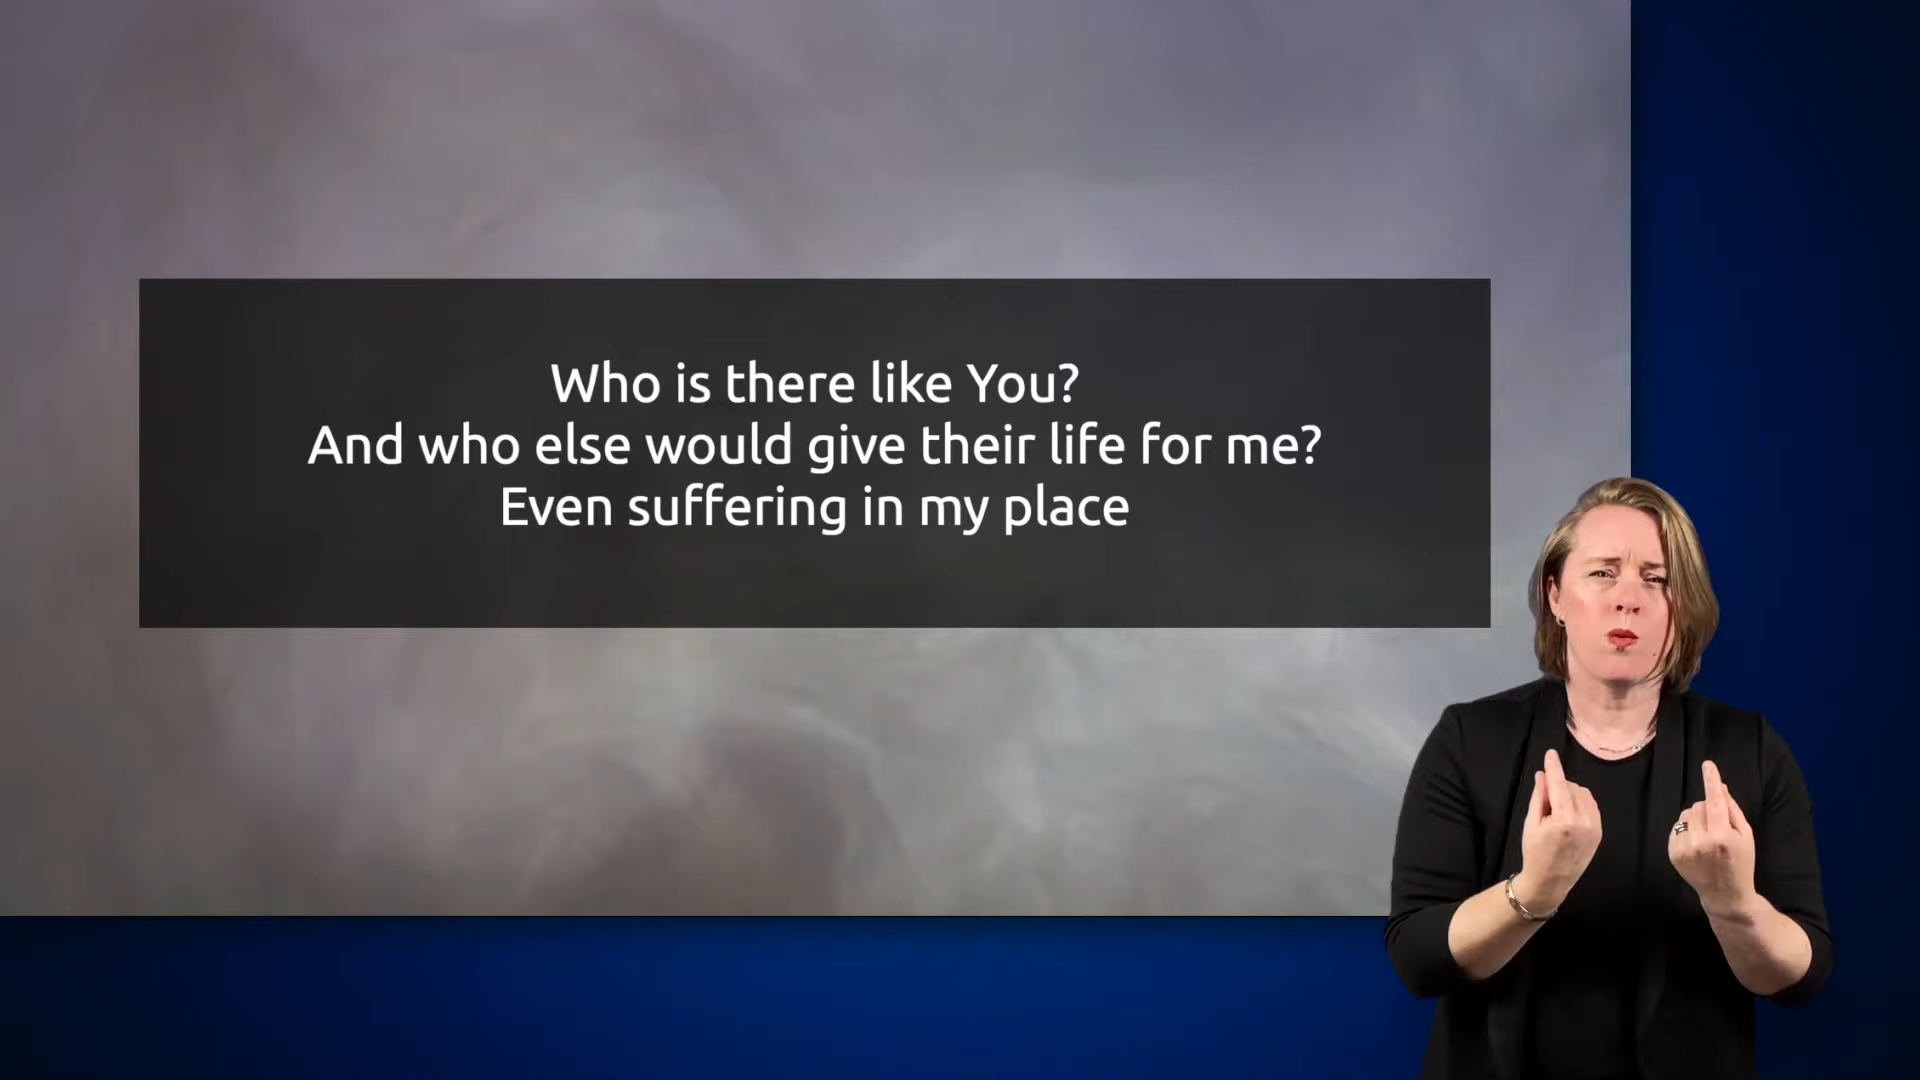 Who is there like You?
And who else would give their life for me?
Even suffering in my place